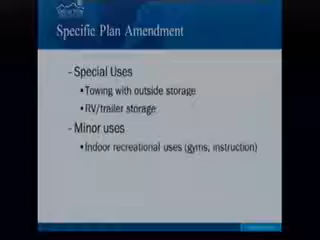 Specific Plan Amendment
- Special Uses
•Towing with outside storage
•RV/trailer storage
- Minor uses
•Indoor recreational uses (gyms, instruction)